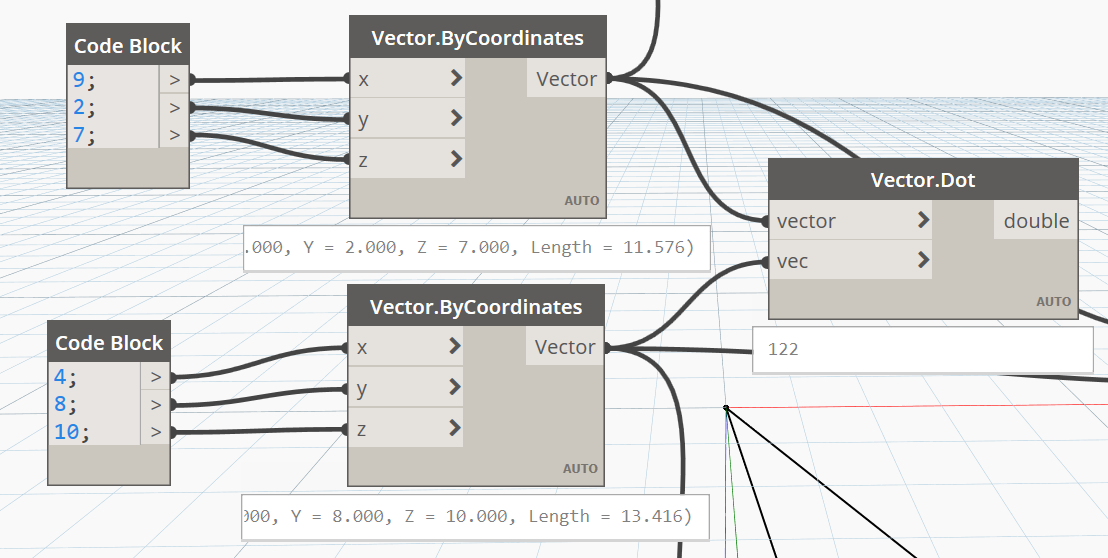 Code Block
9; >
2; >
7; >
Vector.ByCoordinates
x > Vector
y >
z >
AUTO
.000, Y = 2.000, Z = 7.000, Length = 11.576)
Vector.Dot
vector > double
vec >
AUTO
122
Code Block
4; >
8; >
10; >
Vector.ByCoordinates
x > Vector
y >
z >
AUTO
000, Y = 8.000, Z = 10.000, Length = 13.416)